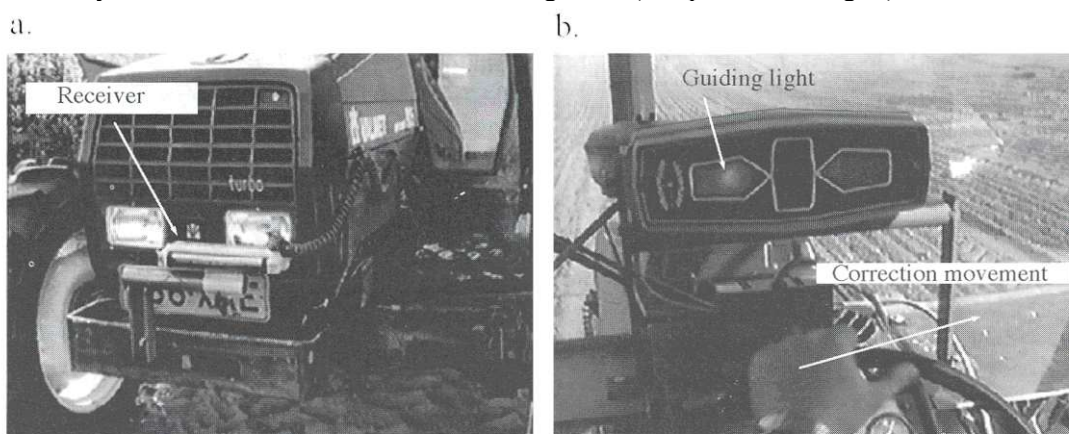 a.
b.
Receiver
turbo
Guiding light
Correction movement